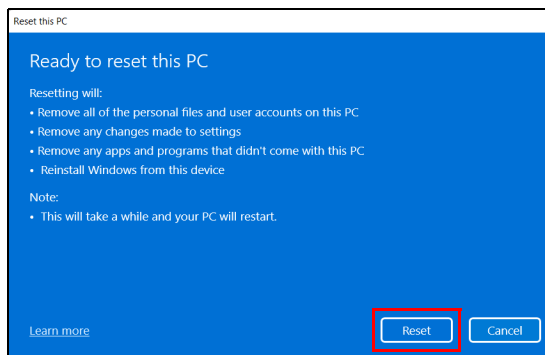 Reset this PC
Ready to reset this PC
Resetting will:
• Remove all of the personal files and user accounts on this PC
• Remove any changes made to settings
• Remove any apps and programs that didn't come with this PC
• Reinstall Windows from this device
Note:
• This will take a while and your PC will restart.
Learn more
Reset
Cancel